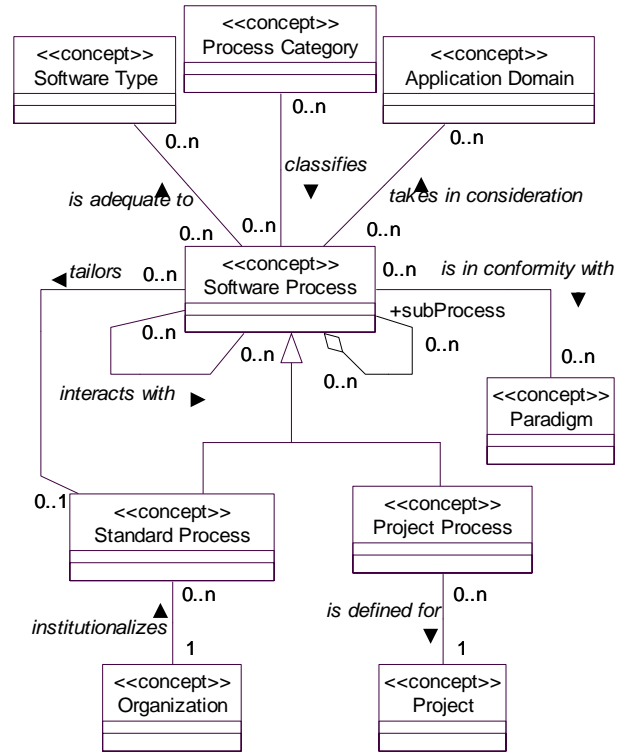 <<concept>>
Process Category
<<concept>>
Software Type
<<concept>>
Application Domain
0..n
0..n
0..n
classifies
is adequate to
takes in consideration
0..n
0..n
0..n
tailors
0..n
<<concept>>
Software Process
0..n
is in conformity with
+subProcess
0..n
0..n
0..n
0..n
0..n
interacts with
<<concept>>
Paradigm
0..1
<<concept>>
Standard Process
<<concept>>
Project Process
0..n
institutionalizes
1
0..n
is defined for
1
<<concept>>
Organization
<<concept>>
Project